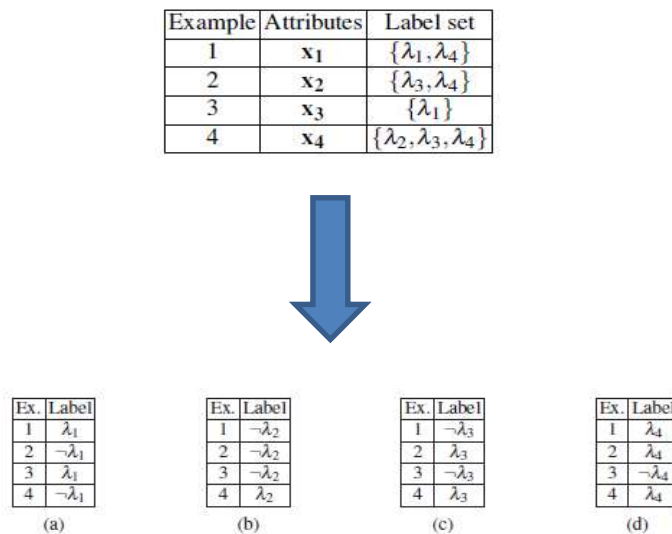 Example Attributes Label set
1 x₁ {λ₁,λ₄}
2 x₂ {λ₃,λ₄}
3 x₃ {λ₁}
4 x₄ {λ₂,λ₃,λ₄}
Ex. Label
1 λ₁
2 ¬λ₁
3 λ₁
4 ¬λ₁
(a)
Ex. Label
1 ¬λ₂
2 ¬λ₂
3 ¬λ₂
4 λ₂
(b)
Ex. Label
1 ¬λ₃
2 λ₃
3 ¬λ₃
4 λ₃
(c)
Ex. Label
1 λ₄
2 λ₄
3 ¬λ₄
4 λ₄
(d)